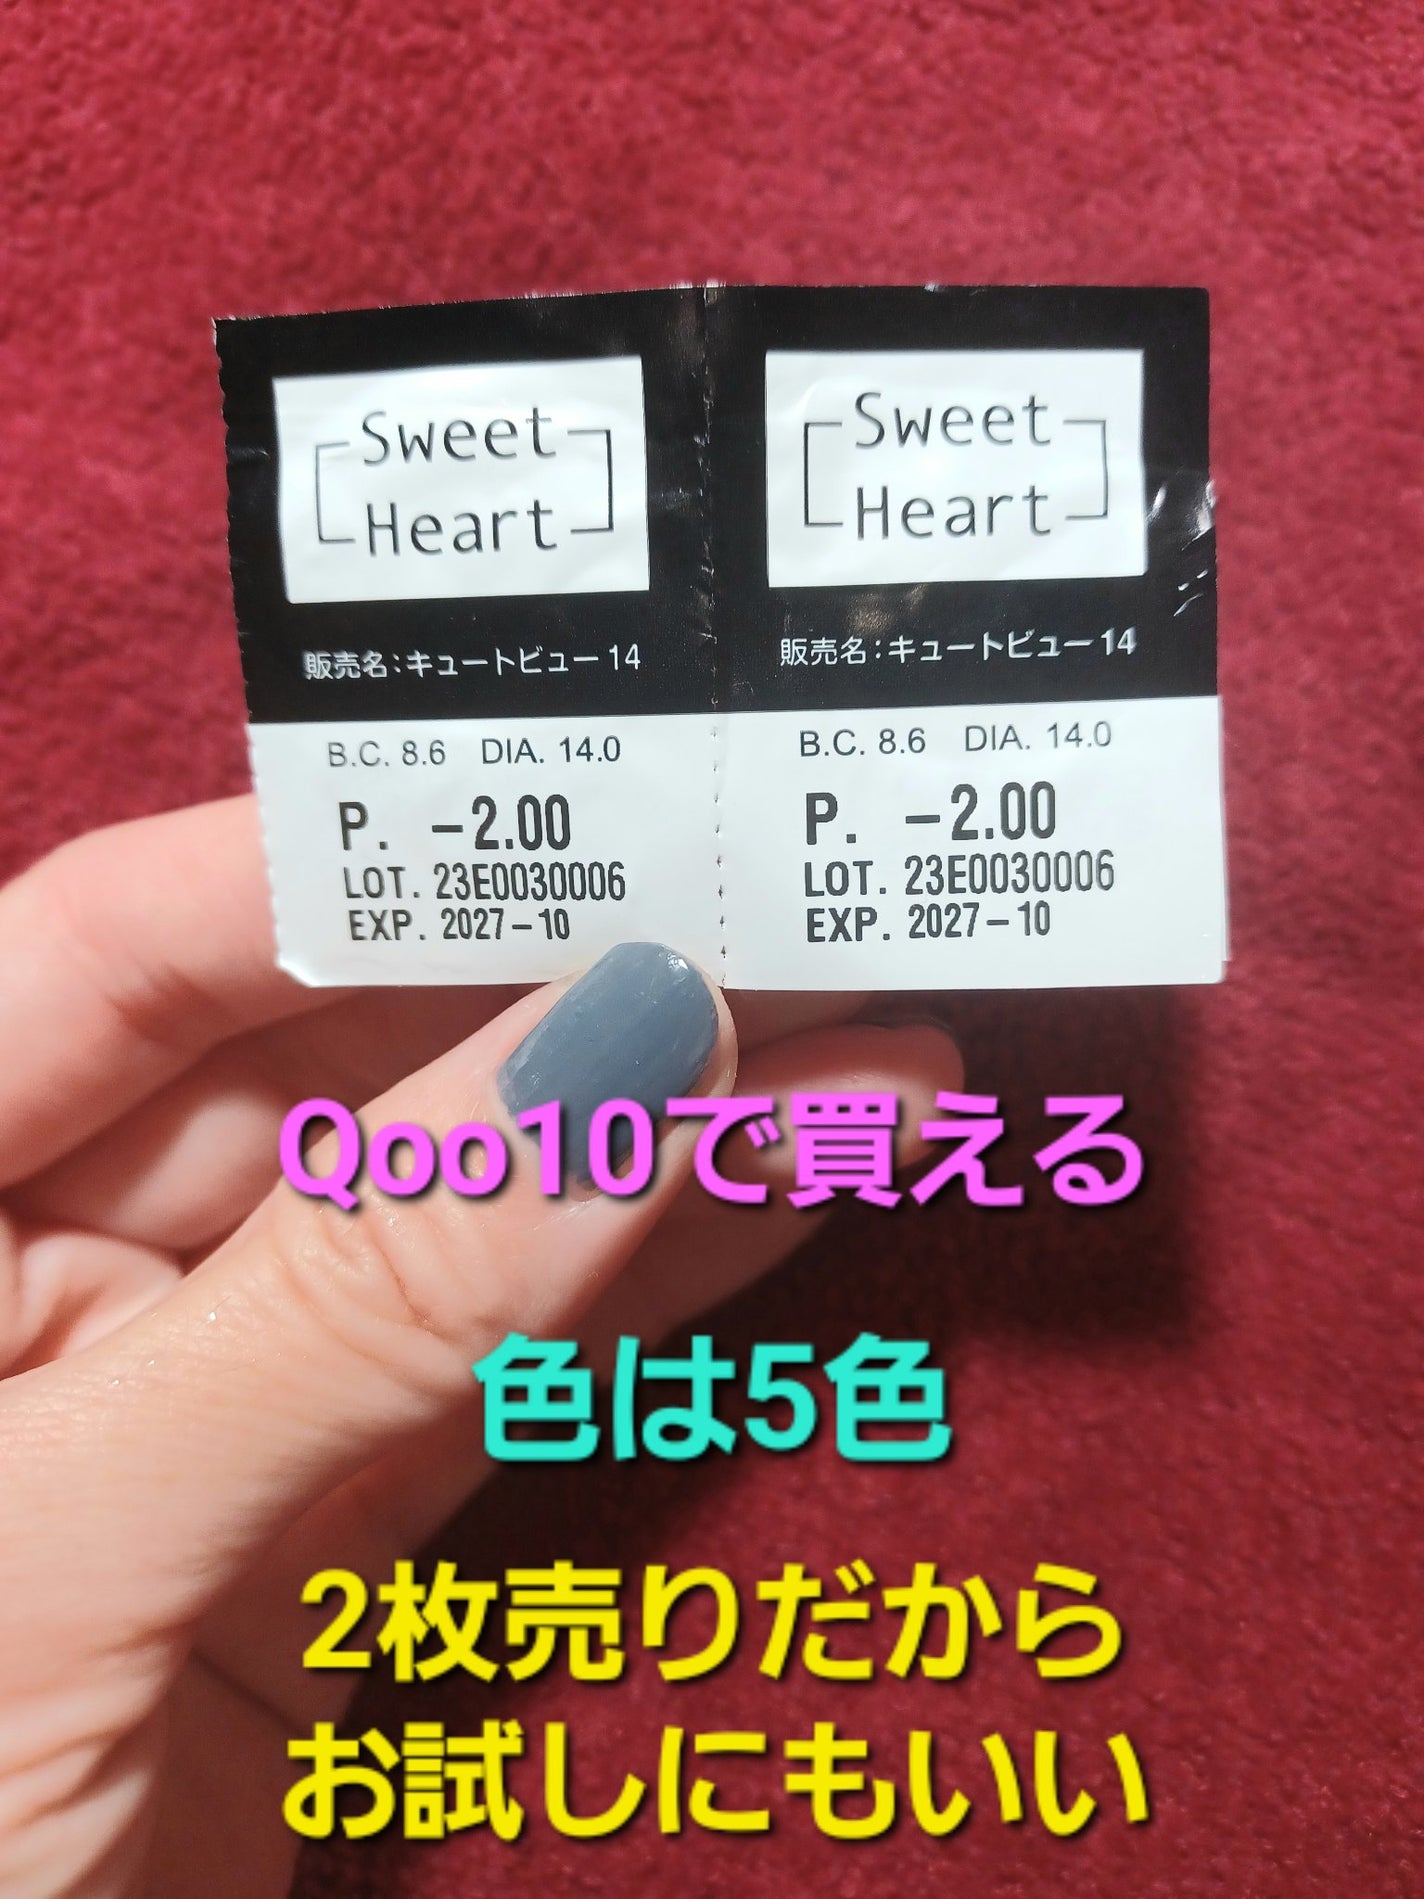 Sweet
Heart
販売名:キュートビュー14
B.C. 8.6 DIA. 14.0
P. -2.00
LOT. 23E0030006
EXP. 2027-10
Sweet
Heart
販売名:キュートビュー14
B.C. 8.6 DIA. 14.0
P. -2.00
LOT. 23E0030006
EXP. 2027-10
Qoo10で買える
色は5色
2枚売りだから
お試しにもいい